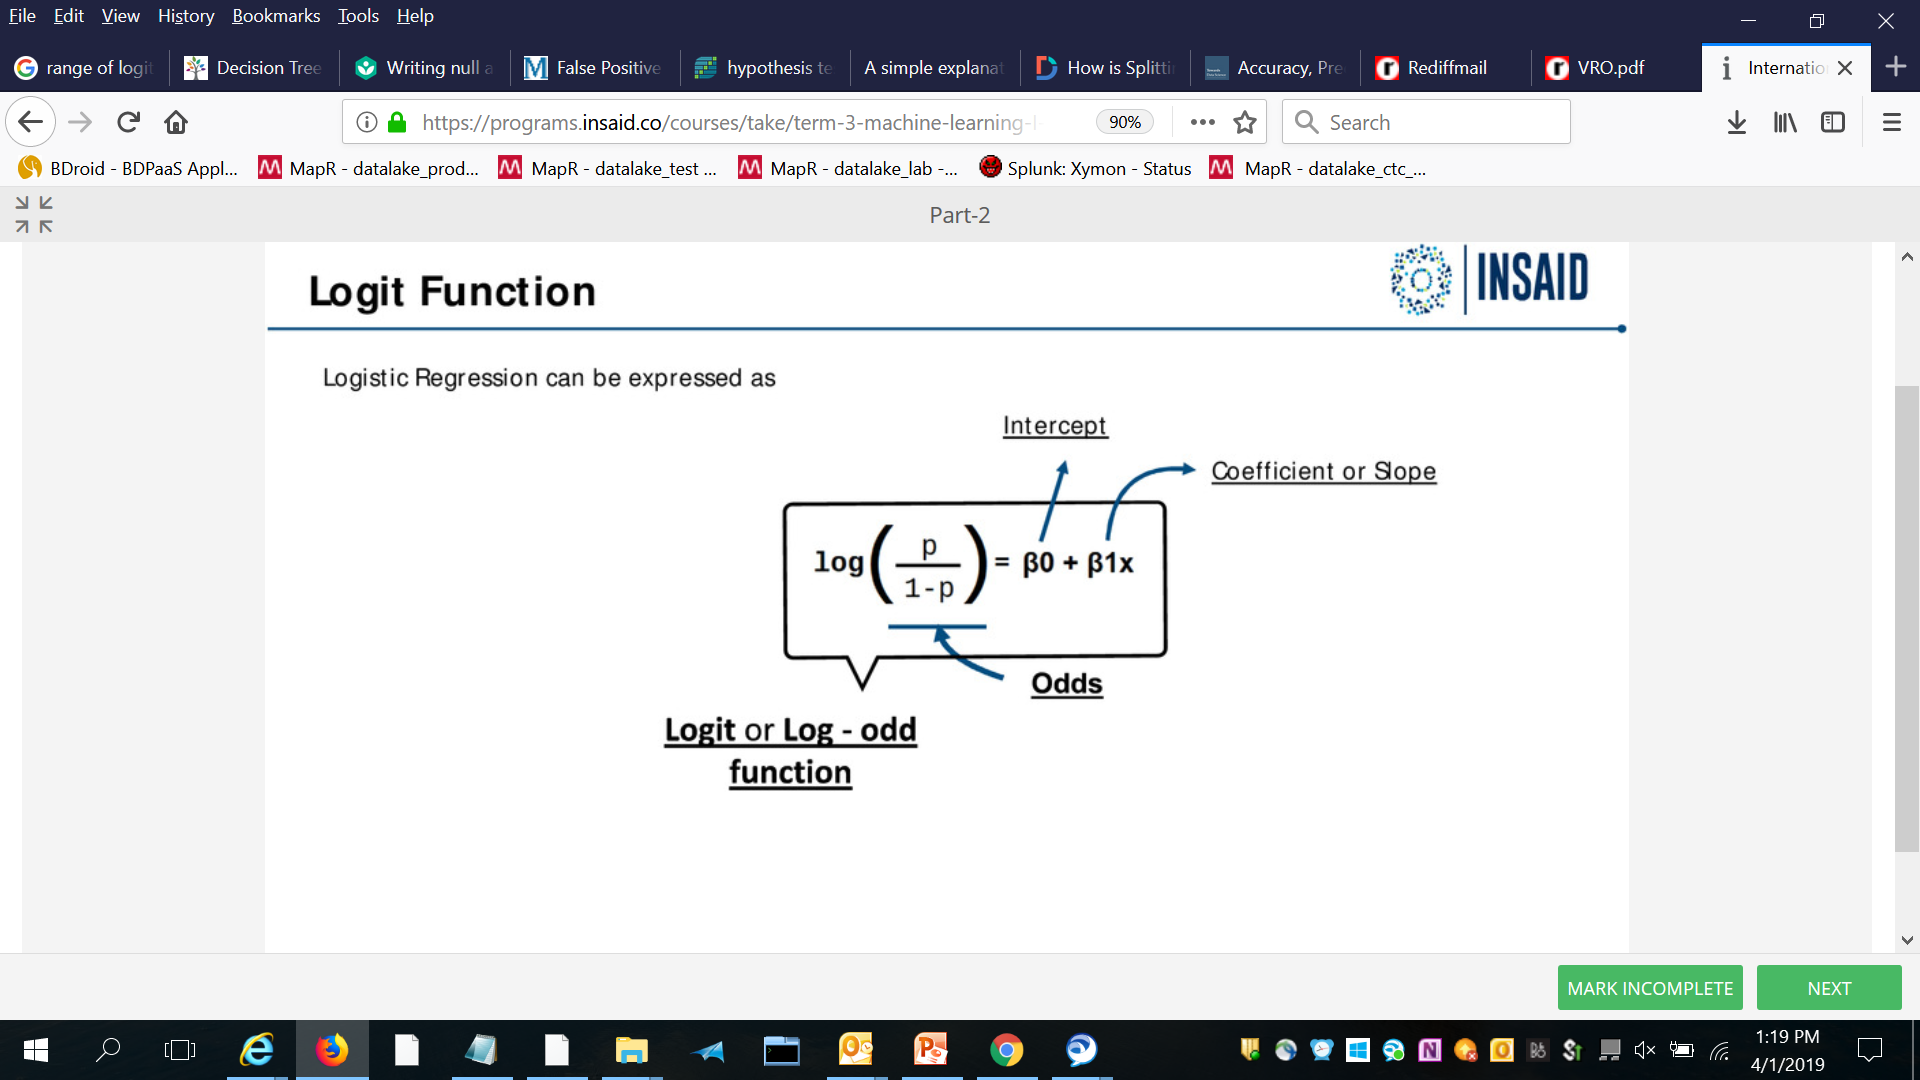 File Edit View History Bookmarks Tools Help
range of logit
Decision Tree
Writing null a
False Positive
hypothesis te
A simple explanat
How is Splitti
Accuracy, Pre
Rediffmail
VRO.pdf
Internatio
https://programs.insaid.co/courses/take/term-3-machine-learning-l
90%
Search
BDroid - BDPaaS Appl...
MapR - datalake_prod...
MapR - datalake_test ...
MapR - datalake_lab -...
Splunk: Xymon - Status
MapR - datalake_ctc_...
Part-2
Logit Function
INSAID
Logistic Regression can be expressed as
Intercept
Coefficient or Slope
log(p/1-p) = β0 + β1x
Odds
Logit or Log - odd
function
MARK INCOMPLETE
NEXT
1:19 PM
4/1/2019